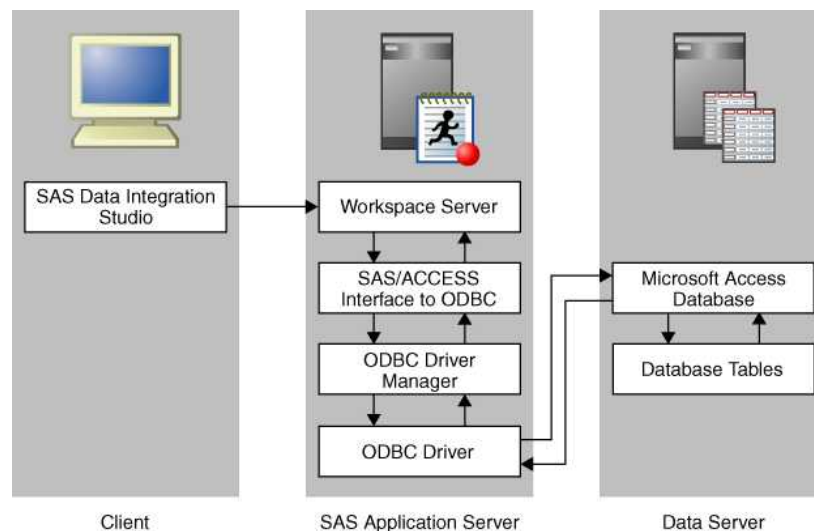 SAS Data Integration
Studio
Workspace Server
SAS/ACCESS
Interface to ODBC
ODBC Driver
Manager
ODBC Driver
Microsoft Access
Database
Database Tables
Client
SAS Application Server
Data Server